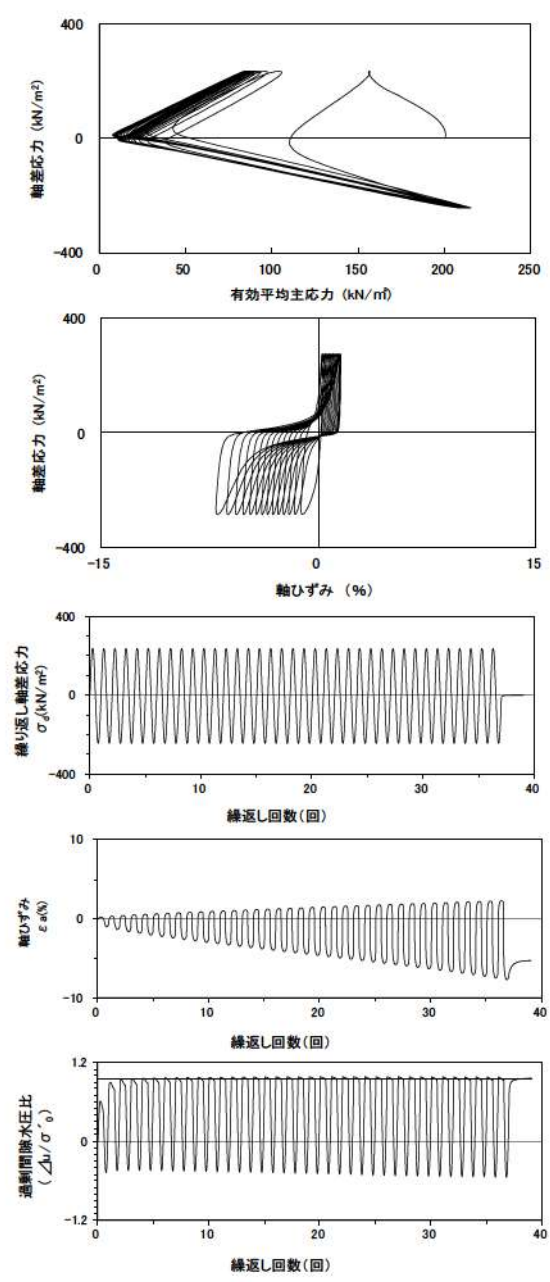 400
0
-400
軸差応力 (kN/m²)
0 50 100 150 200 250
有効平均主応力 (kN/㎡)
400
0
-400
軸差応力 (kN/m²)
-15 0 15
軸ひずみ (%)
400
0
-400
繰り返し軸差応力
σd(kN/m²)
0 10 20 30 40
繰返し回数(回)
10
0
-10
軸ひずみ
εa(%)
0 10 20 30 40
繰返し回数(回)
1.2
0
-1.2
過剰間隙水圧比
(⊿u/σ'0)
0 10 20 30 40
繰返し回数(回)